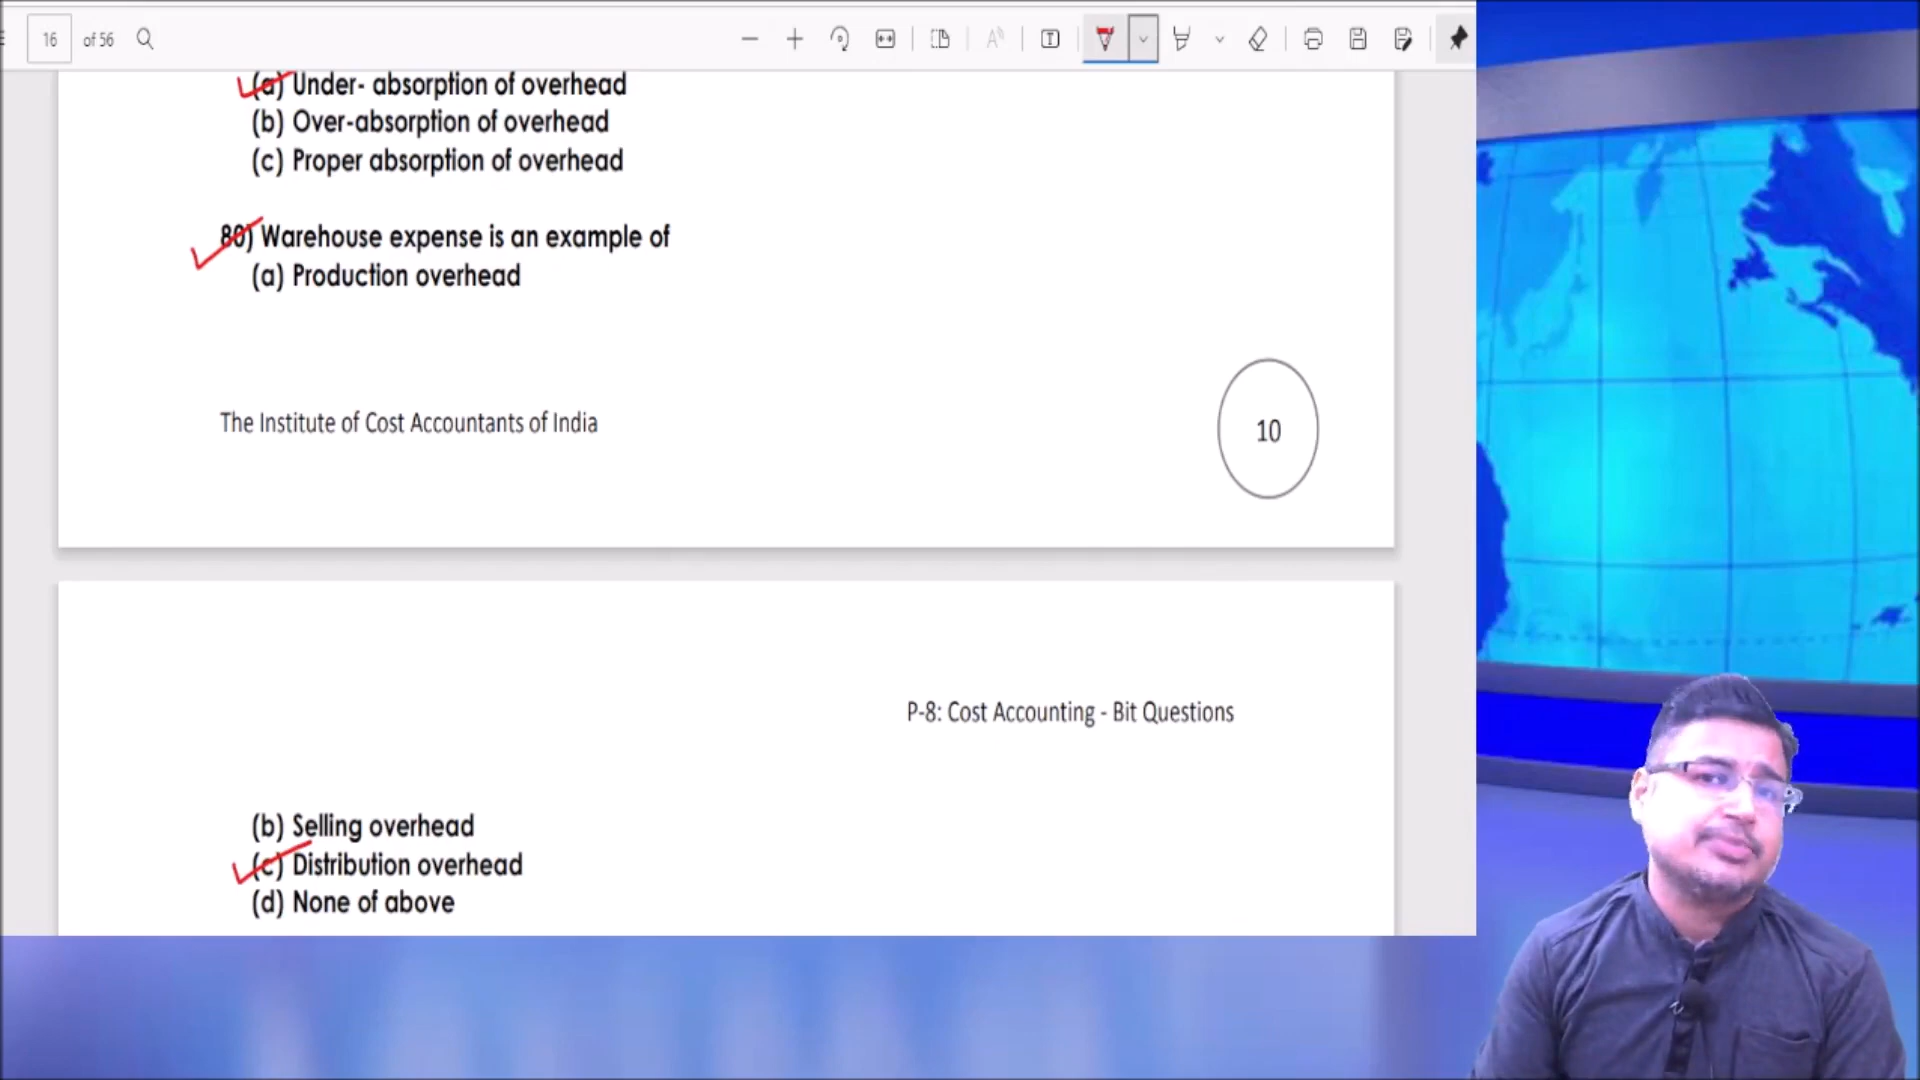 16 of 56
(a) Under- absorption of overhead
(b) Over-absorption of overhead
(c) Proper absorption of overhead
80) Warehouse expense is an example of
(a) Production overhead
The Institute of Cost Accountants of India
10
P-8: Cost Accounting - Bit Questions
(b) Selling overhead
(c) Distribution overhead
(d) None of above